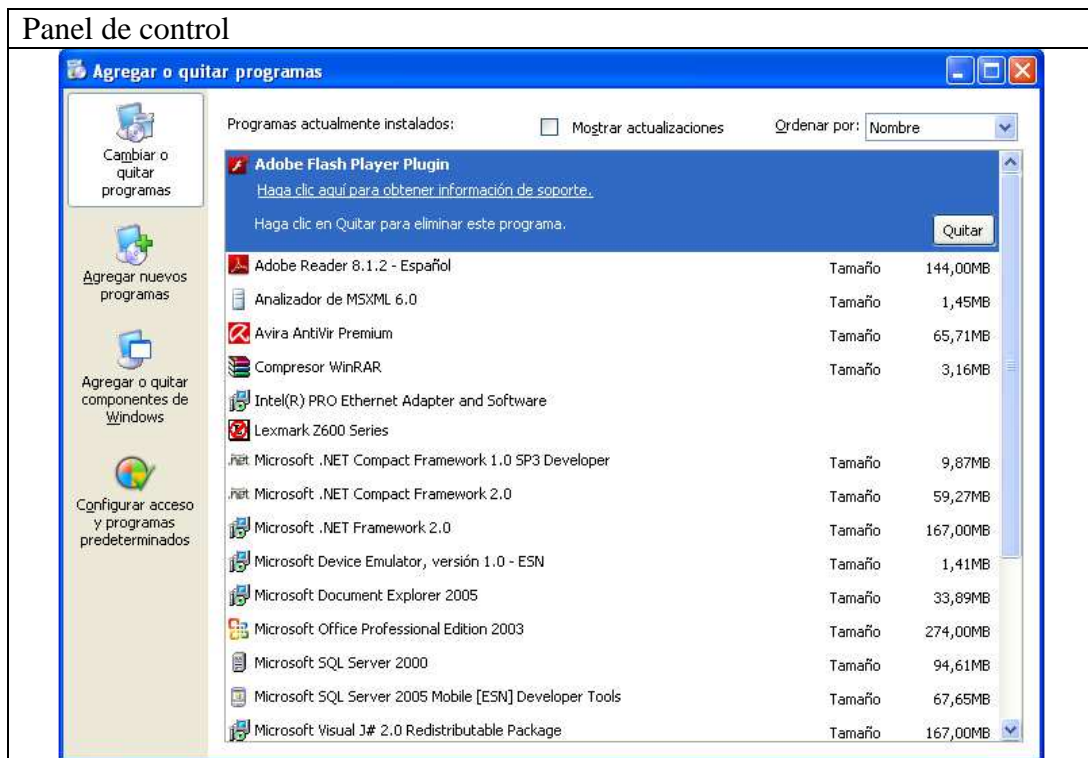 Panel de control
Agregar o quitar programas
Cambiar o
quitar
programas
Agregar nuevos
programas
Agregar o quitar
componentes de
Windows
Configurar acceso
y programas
predeterminados
Programas actualmente instalados:
Mostrar actualizaciones
Ordenar por: Nombre
Adobe Flash Player Plugin
Haga clic aquí para obtener información de soporte.
Haga clic en Quitar para eliminar este programa.
Quitar
Adobe Reader 8.1.2 - Español Tamaño 144,00MB
Analizador de MSXML 6.0 Tamaño 1,45MB
Avira AntiVir Premium Tamaño 65,71MB
Compresor WinRAR Tamaño 3,16MB
Intel(R) PRO Ethernet Adapter and Software
Lexmark Z600 Series
Microsoft .NET Compact Framework 1.0 SP3 Developer Tamaño 9,87MB
Microsoft .NET Compact Framework 2.0 Tamaño 59,27MB
Microsoft .NET Framework 2.0 Tamaño 167,00MB
Microsoft Device Emulator, versión 1.0 - ESN Tamaño 1,41MB
Microsoft Document Explorer 2005 Tamaño 33,89MB
Microsoft Office Professional Edition 2003 Tamaño 274,00MB
Microsoft SQL Server 2000 Tamaño 94,61MB
Microsoft SQL Server 2005 Mobile [ESN] Developer Tools Tamaño 67,65MB
Microsoft Visual J# 2.0 Redistributable Package Tamaño 167,00MB